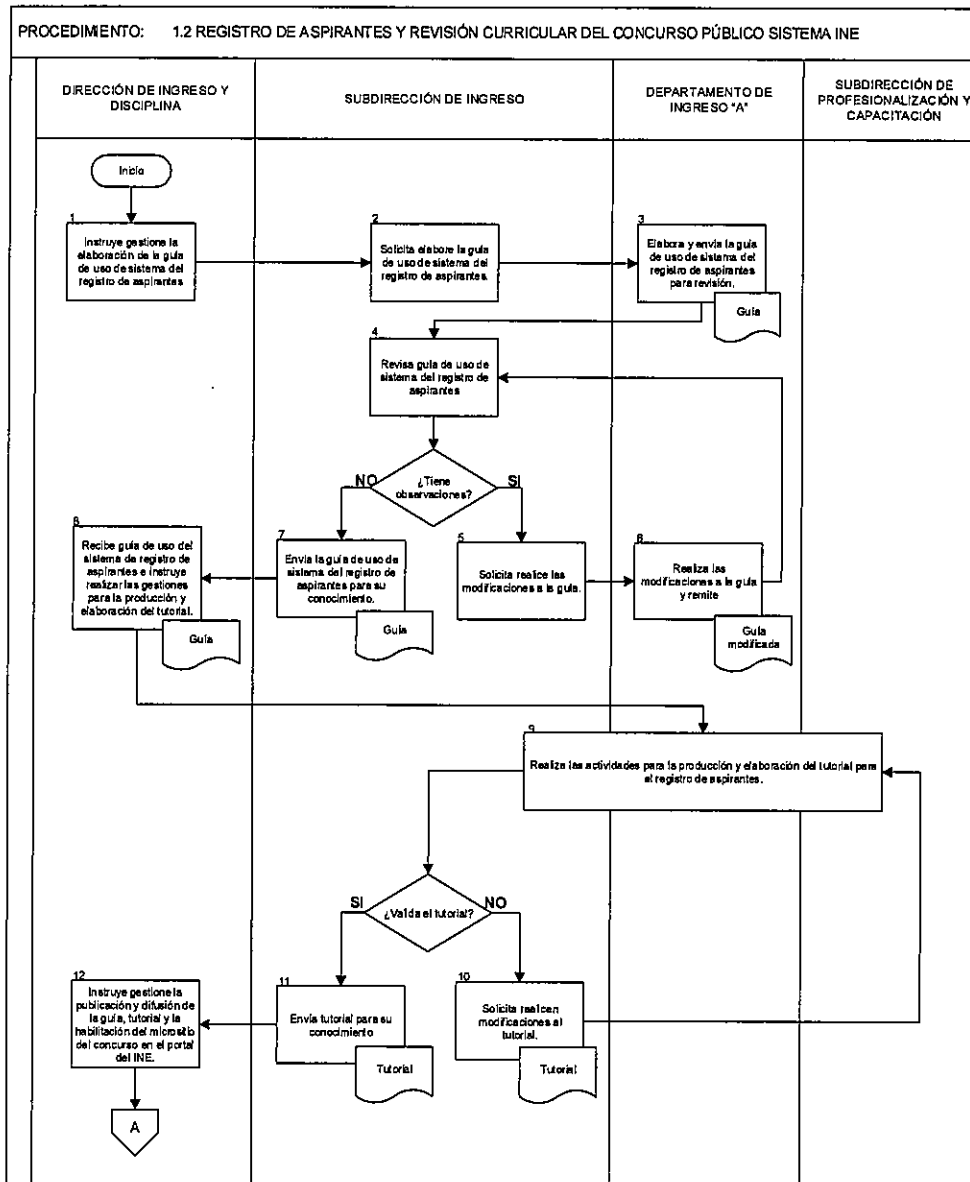 PROCEDIMIENTO: 1.2 REGISTRO DE ASPIRANTES Y REVISIÓN CURRICULAR DEL CONCURSO PÚBLICO SISTEMA INE
DIRECCIÓN DE INGRESO Y
DISCIPLINA
SUBDIRECCIÓN DE INGRESO
DEPARTAMENTO DE
INGRESO "A"
SUBDIRECCIÓN DE
PROFESIONALIZACIÓN Y
CAPACITACIÓN
Inicio
1
Instruye gestione la
elaboración de la guía
de uso de sistema del
registro de aspirantes
2
Solicita elabore la guía
de uso de sistema del
registro de aspirantes.
3
Elabora y envía la guía
de uso de sistema del
registro de aspirantes
para revisión.
Guía
4
Revisa guía de uso de
sistema del registro de
aspirantes
¿Tiene
observaciones?
NO
SI
8
Recibe guía de uso del
sistema de registro de
aspirantes e instruye
realizar las gestiones
para la producción y
elaboración del tutorial.
Guía
7
Envía la guía de uso de
sistema del registro de
aspirantes para su
conocimiento.
Guía
5
Solicita realice las
modificaciones a la guía.
6
Realiza las
modificaciones a la guía
y remite
Guía
modificada
9
Realiza las actividades para la producción y elaboración del tutorial para
el registro de aspirantes.
¿Valida el tutorial?
SI
NO
12
Instruye gestione la
publicación y difusión de
la guía, tutorial y la
habilitación del micrositio
del concurso en el portal
del INE.
11
Envía tutorial para su
conocimiento
Tutorial
10
Solicita realicen
modificaciones al
tutorial.
Tutorial
A